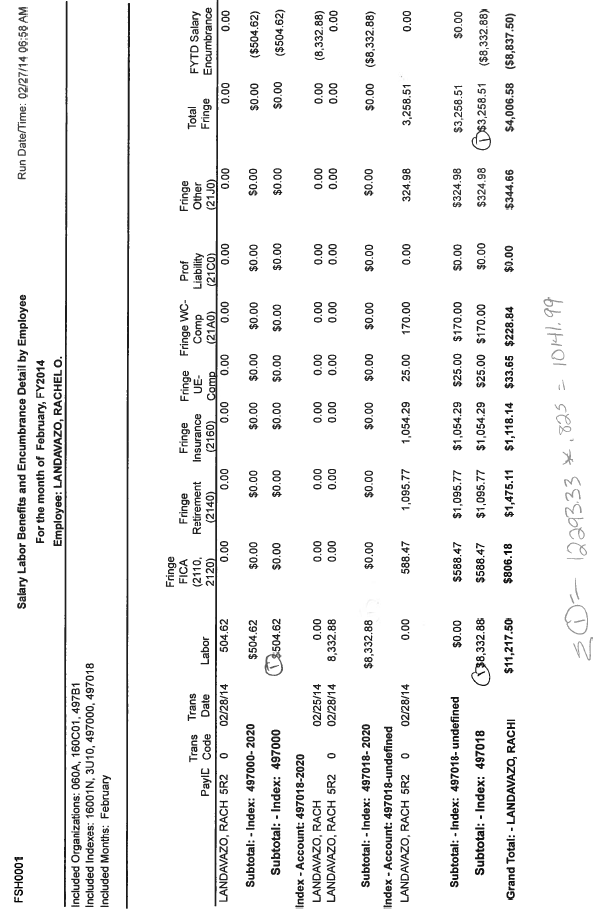 FSH0001
Salary Labor Benefits and Encumbrance Detail by Employee
Run Date/Time: 02/27/14 06:58 AM
For the month of February, FY2014
Employee: LANDAVAZO, RACHEL O.
Included Organizations: 060A, 160C01, 497B1
Included Indexes: 16001N, 3U10, 497000, 497018
Included Months: February
PayID Trans Code Trans Date Labor Fringe FICA (2110, 2120) Fringe Retirement (2140) Fringe Insurance (2160) Fringe UE-Comp Fringe WC-Comp (21A0) Prof Liability (21C0) Fringe Other (21J0) Total Fringe FYTD Salary Encumbrance
LANDAVAZO, RACH 5R2 0 02/28/14 504.62 0.00 0.00 0.00 0.00 0.00 0.00 0.00 0.00 0.00
Subtotal: - Index: 497000- 2020 $504.62 $0.00 $0.00 $0.00 $0.00 $0.00 $0.00 $0.00 $0.00 ($504.62)
Subtotal: - Index: 497000 1 $504.62 $0.00 $0.00 $0.00 $0.00 $0.00 $0.00 $0.00 $0.00 ($504.62)
Index - Account: 497018-2020
LANDAVAZO, RACH 02/25/14 0.00 0.00 0.00 0.00 0.00 0.00 0.00 0.00 0.00 (8,332.88)
LANDAVAZO, RACH 5R2 0 02/28/14 8,332.88 0.00 0.00 0.00 0.00 0.00 0.00 0.00 0.00 0.00
Subtotal: - Index: 497018- 2020 $8,332.88 $0.00 $0.00 $0.00 $0.00 $0.00 $0.00 $0.00 $0.00 ($8,332.88)
Index - Account: 497018-undefined
LANDAVAZO, RACH 5R2 0 02/28/14 0.00 588.47 1,095.77 1,054.29 25.00 170.00 0.00 324.98 3,258.51 0.00
Subtotal: - Index: 497018- undefined $0.00 $588.47 $1,095.77 $1,054.29 $25.00 $170.00 $0.00 $324.98 $3,258.51 $0.00
Subtotal: - Index: 497018 1 $8,332.88 $588.47 $1,095.77 $1,054.29 $25.00 $170.00 $0.00 $324.98 1 $3,258.51 ($8,332.88)
Grand Total: - LANDAVAZO, RACHI $11,217.50 $806.18 $1,475.11 $1,118.14 $33.65 $228.84 $0.00 $344.66 $4,006.58 ($8,837.50)
Σ 1 = 12293.33 * .825 = 10141.99